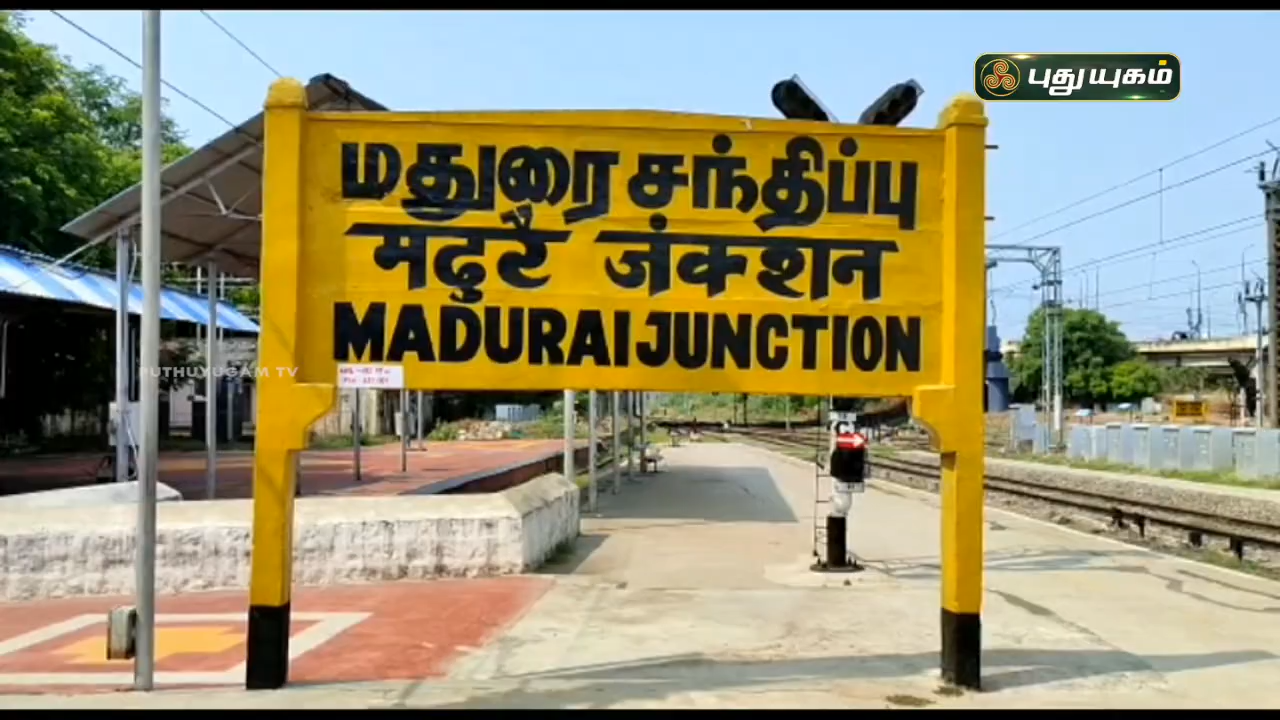 புதுயுகம்
மதுரை சந்திப்பு
मदुरै जंक्शन
MADURAI JUNCTION
PUTHUYUGAM TV